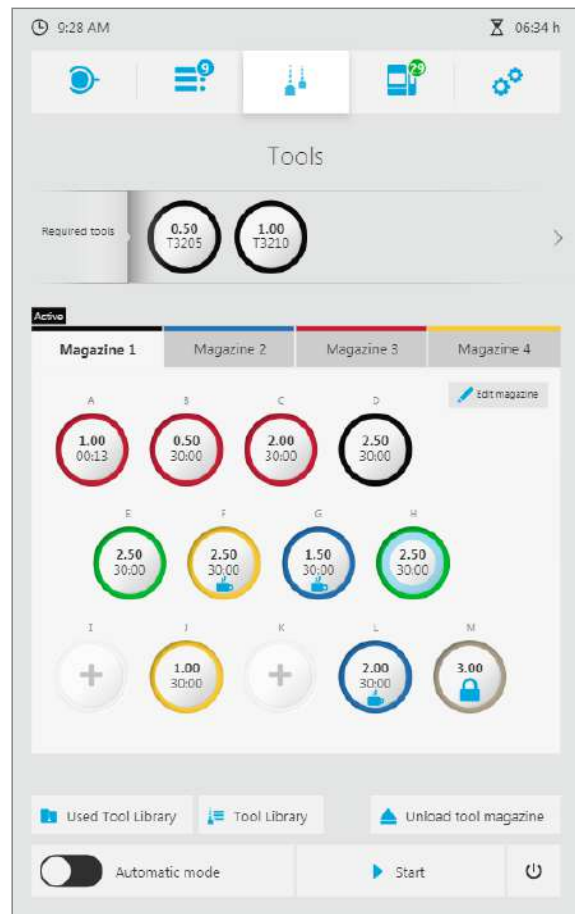 9:28 AM
06:34 h
9
29
Tools
Required tools
0.50
T3205
1.00
T3210
Active
Magazine 1
Magazine 2
Magazine 3
Magazine 4
Edit magazine
A
B
C
D
1.00
00:13
0.50
30:00
2.00
30:00
2.50
30:00
E
F
G
H
2.50
30:00
2.50
30:00
1.50
30:00
2.50
30:00
I
J
K
L
M
1.00
30:00
2.00
30:00
3.00
Used Tool Library
Tool Library
Unload tool magazine
Automatic mode
Start